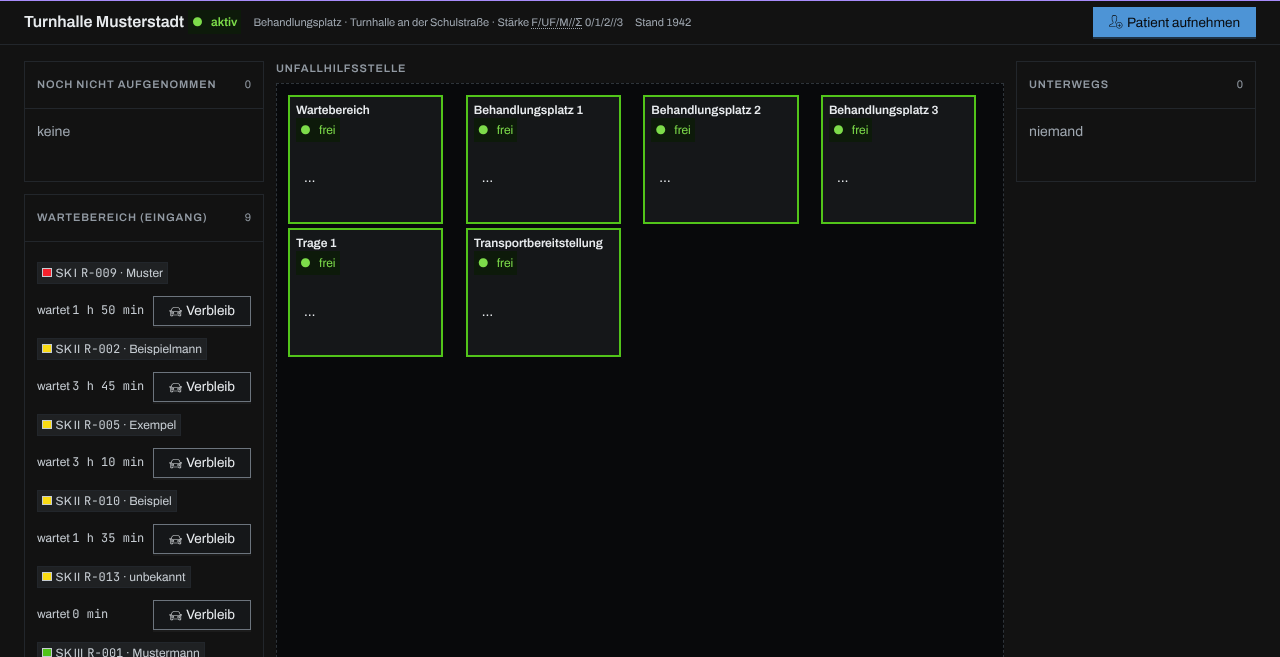 Turnhalle Musterstadt aktiv Behandlungsplatz · Turnhalle an der Schulstraße · Stärke F/UF/M//Σ 0/1/2//3 Stand 1942
Patient aufnehmen
NOCH NICHT AUFGENOMMEN 0
keine
WARTEBEREICH (EINGANG) 9
SK I R-009 · Muster
wartet 1 h 50 min Verbleib
SK II R-002 · Beispielmann
wartet 3 h 45 min Verbleib
SK II R-005 · Exempel
wartet 3 h 10 min Verbleib
SK II R-010 · Beispiel
wartet 1 h 35 min Verbleib
SK II R-013 · unbekannt
wartet 0 min Verbleib
SK III R-001 · Mustermann
UNFALLHILFSSTELLE
Wartebereich
frei
...
Behandlungsplatz 1
frei
...
Behandlungsplatz 2
frei
...
Behandlungsplatz 3
frei
...
Trage 1
frei
...
Transportbereitstellung
frei
...
UNTERWEGS 0
niemand